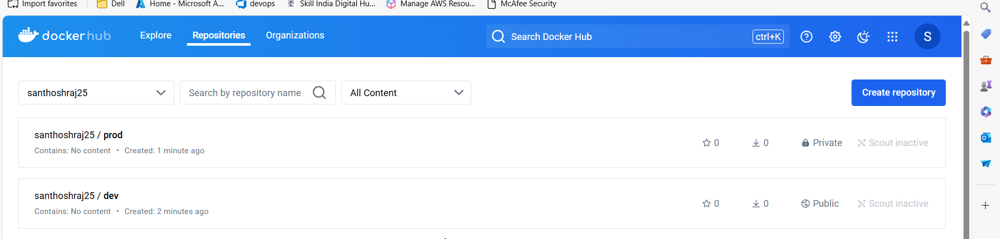 Import favorites
Dell
Home - Microsoft A...
devops
Skill India Digital Hu...
Manage AWS Resou...
McAfee Security
docker hub
Explore
Repositories
Organizations
Search Docker Hub
ctrl+K
S
santhoshraj25
Search by repository name
All Content
Create repository
santhoshraj25 / prod
Contains: No content • Created: 1 minute ago
0
0
Private
Scout inactive
santhoshraj25 / dev
Contains: No content • Created: 2 minutes ago
0
0
Public
Scout inactive